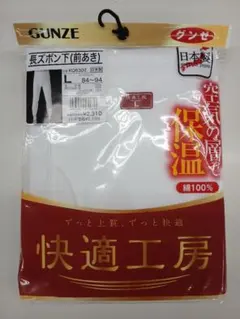 GUNZE
グンゼ
長ズボン下(前あき)
日本製
L
84～94
空気の層で
保温
綿100%
¥2,310
ずっと上質、ずっと快適
快適工房